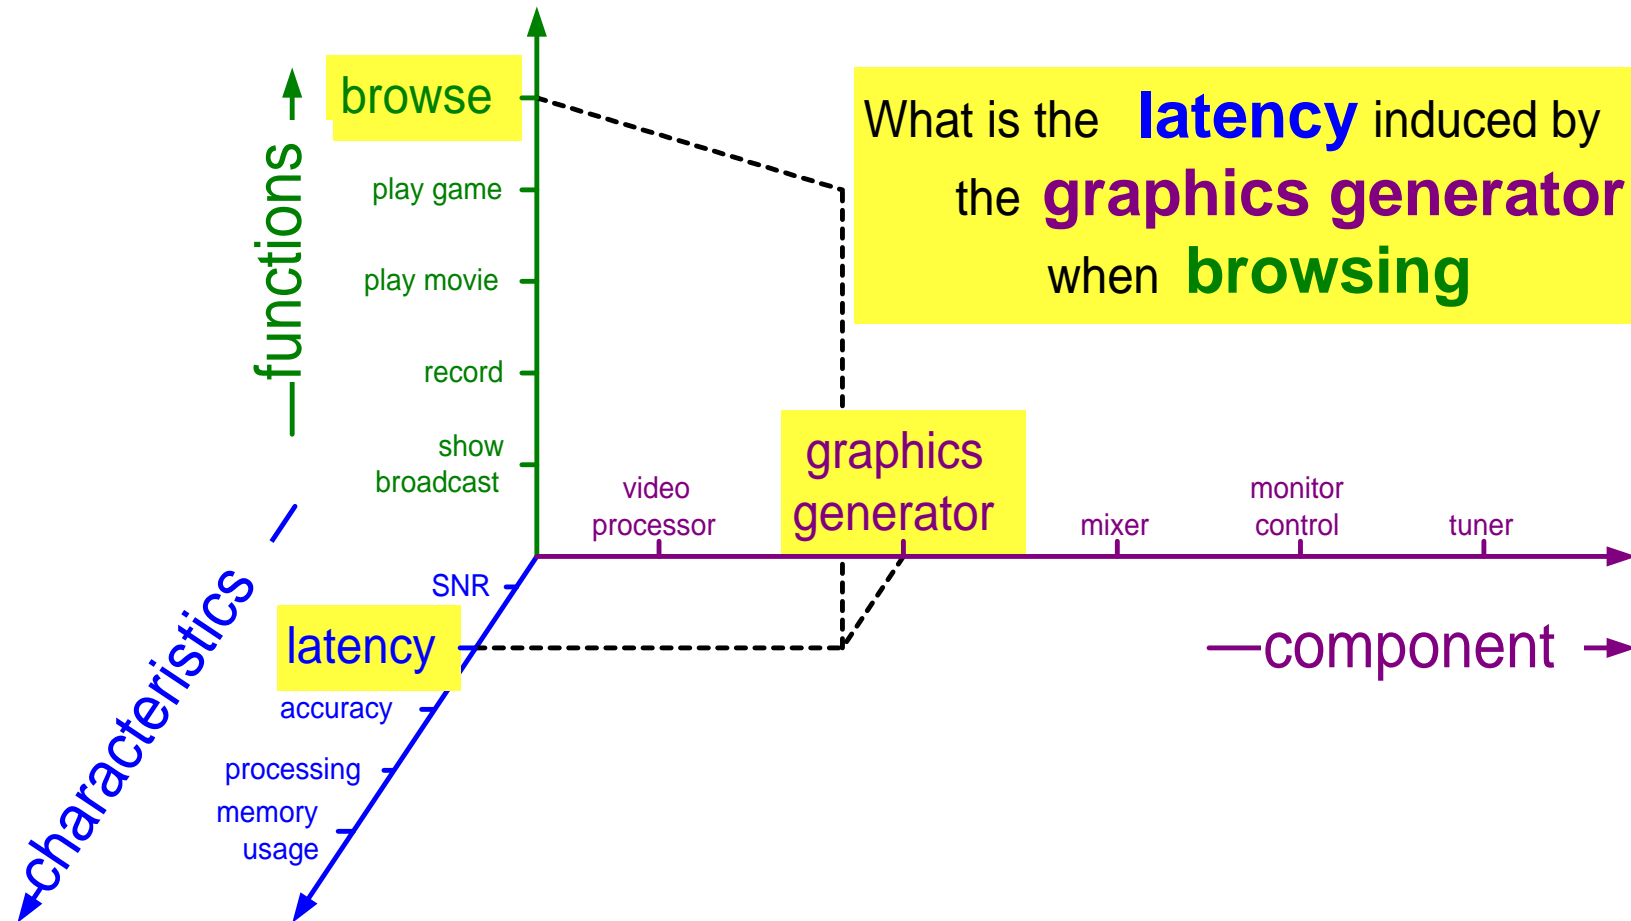 browse
What is the latency induced by
the graphics generator
when browsing
functions
play game
play movie
record
show
broadcast
graphics
generator
video
processor
mixer
monitor
control
tuner
SNR
latency
component
characteristics
accuracy
processing
memory
usage